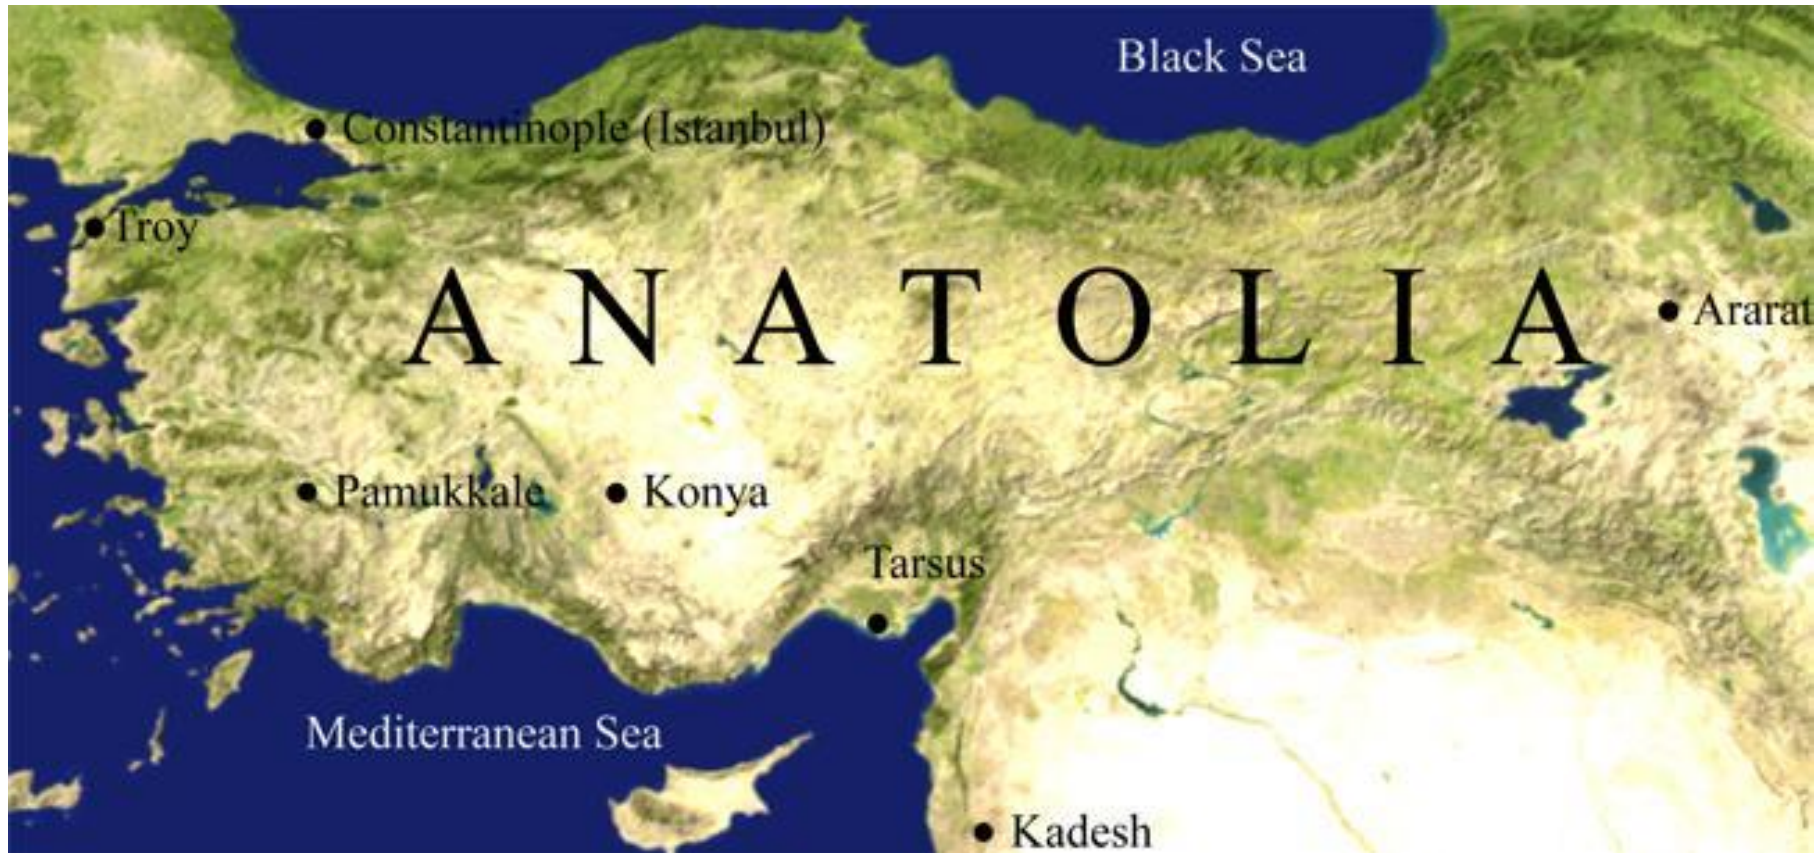 Black Sea
Constantinople (Istanbul)
Troy
ANATOLIA
Ararat
Pamukkale
Konya
Tarsus
Mediterranean Sea
Kadesh